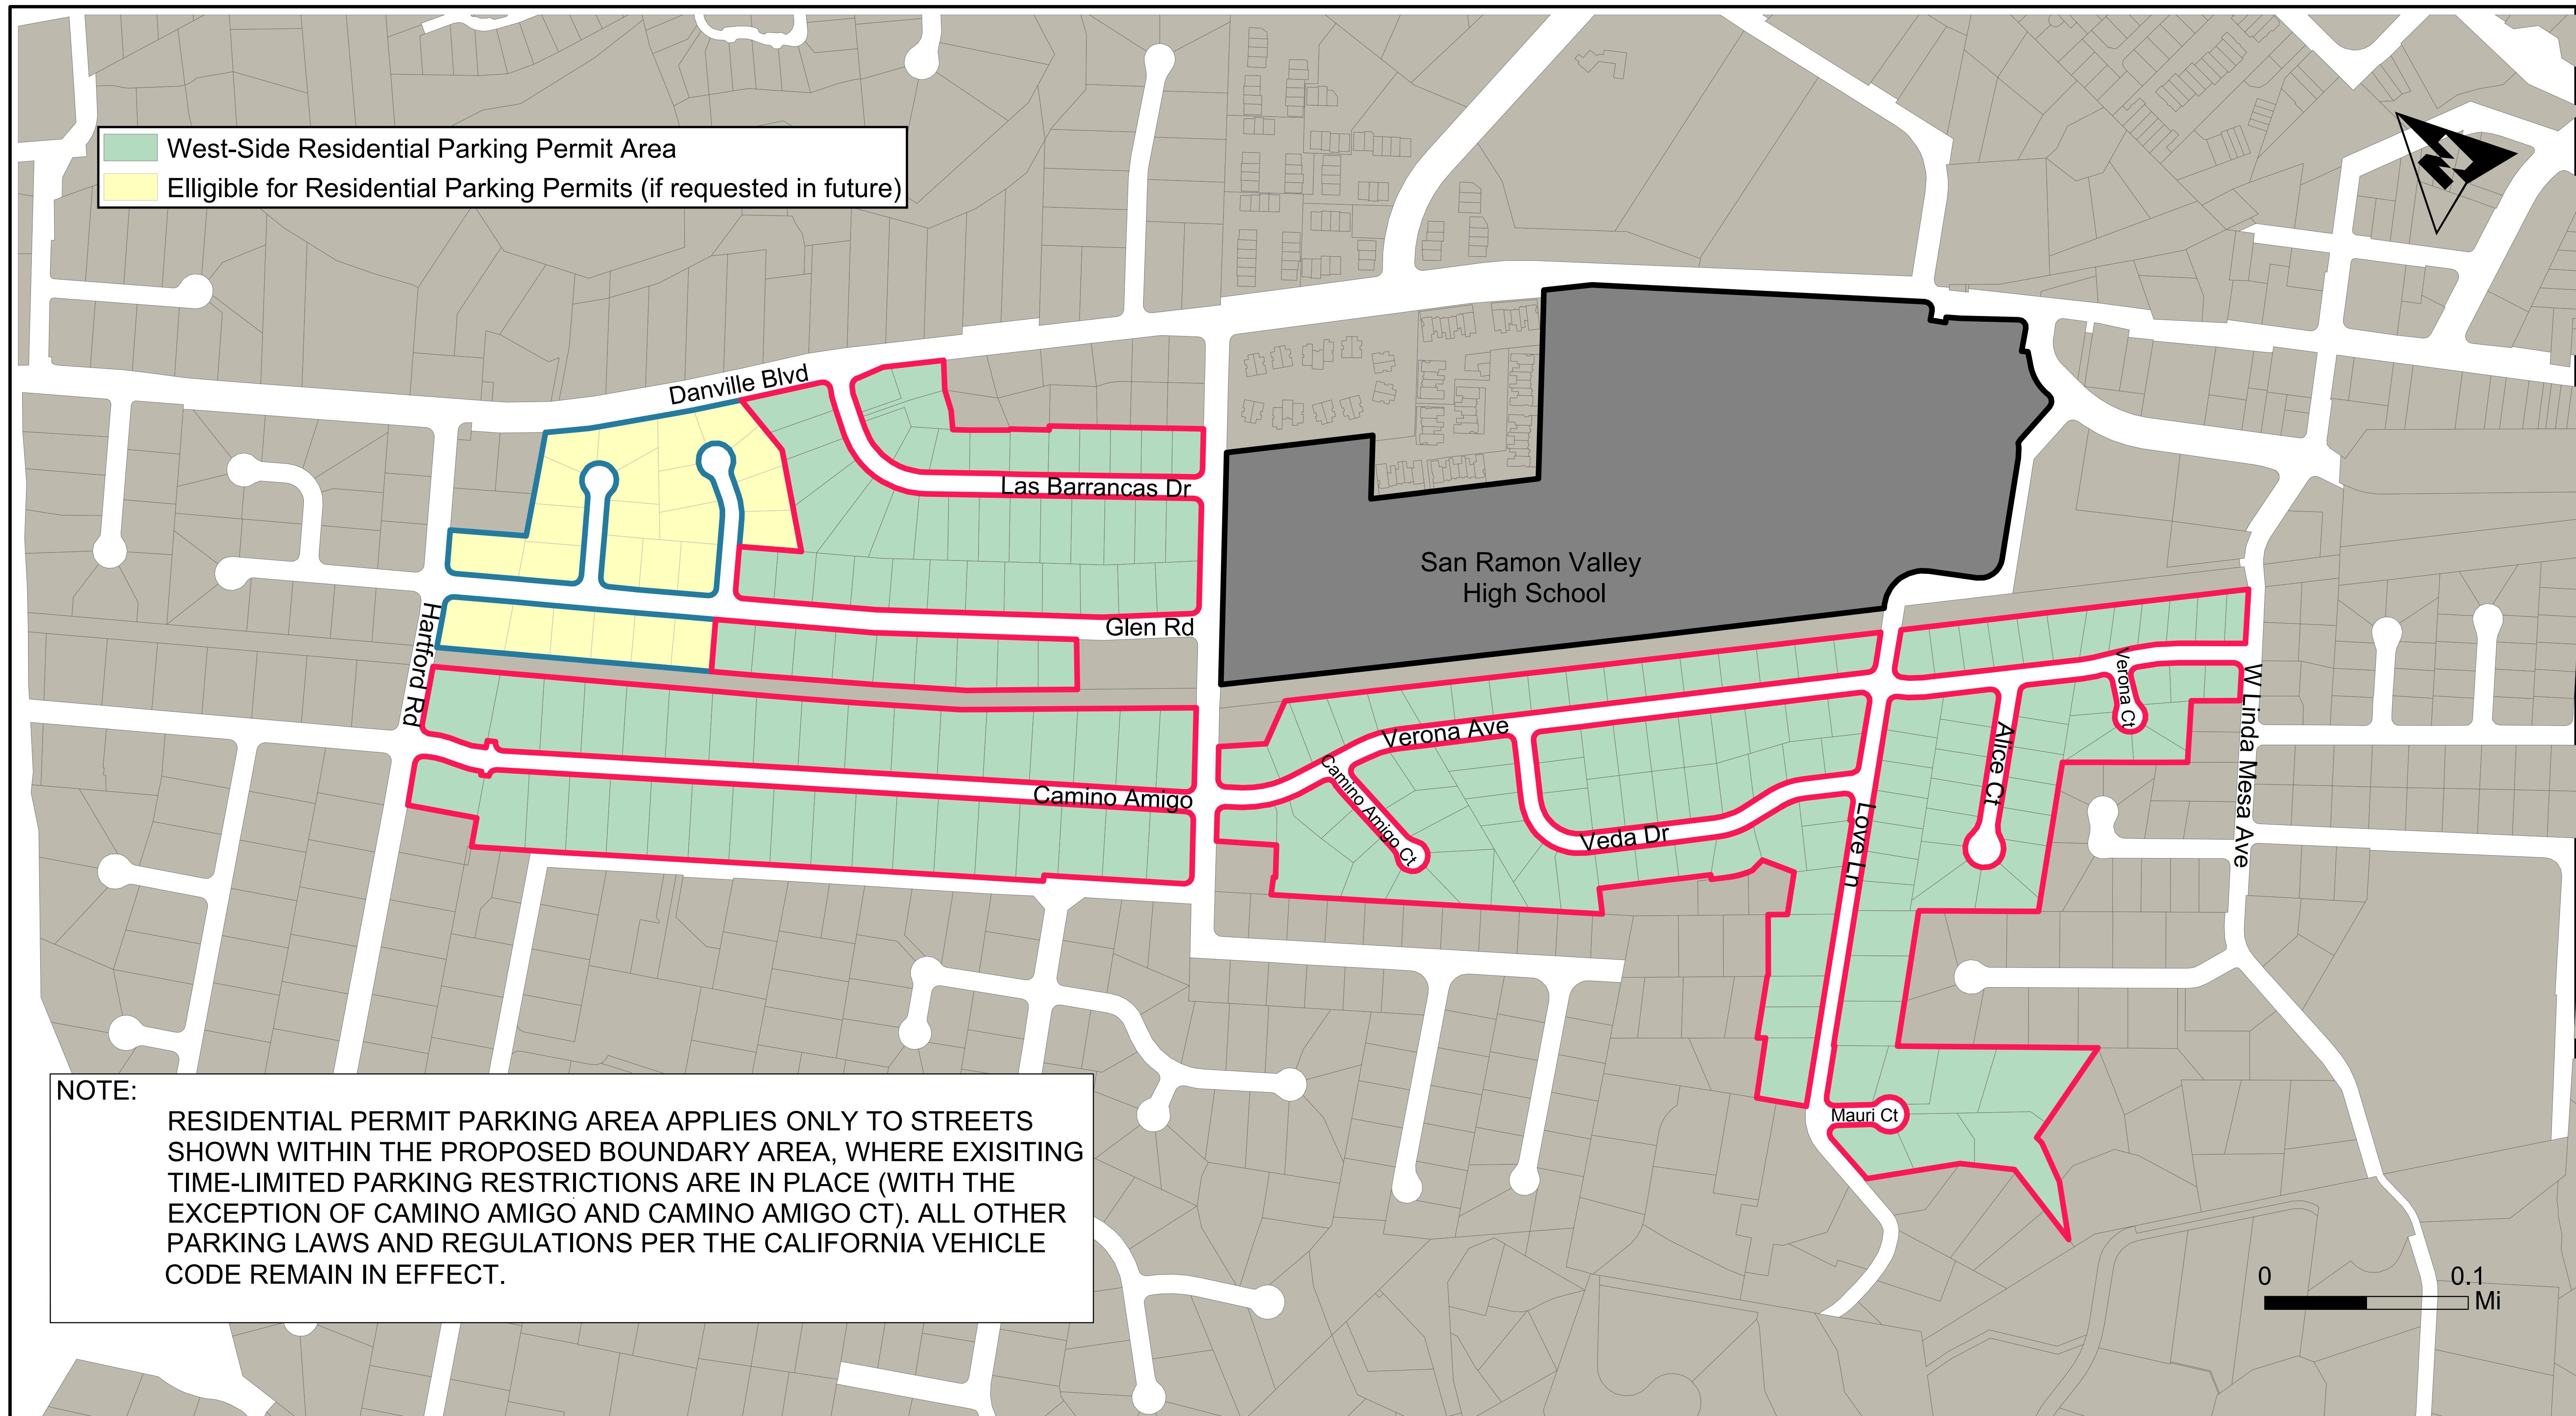 West-Side Residential Parking Permit Area
Elligible for Residential Parking Permits (if requested in future)
N
Danville Blvd
Las Barrancas Dr
San Ramon Valley
High School
Glen Rd
Hartford Rd
Verona Ct
W Linda Mesa Ave
Verona Ave
Alice Ct
Camino Amigo
Camino Amigo Ct
Veda Dr
Love Ln
Mauri Ct
NOTE:
RESIDENTIAL PERMIT PARKING AREA APPLIES ONLY TO STREETS
SHOWN WITHIN THE PROPOSED BOUNDARY AREA, WHERE EXISITING
TIME-LIMITED PARKING RESTRICTIONS ARE IN PLACE (WITH THE
EXCEPTION OF CAMINO AMIGO AND CAMINO AMIGO CT). ALL OTHER
PARKING LAWS AND REGULATIONS PER THE CALIFORNIA VEHICLE
CODE REMAIN IN EFFECT.
0 0.1
Mi